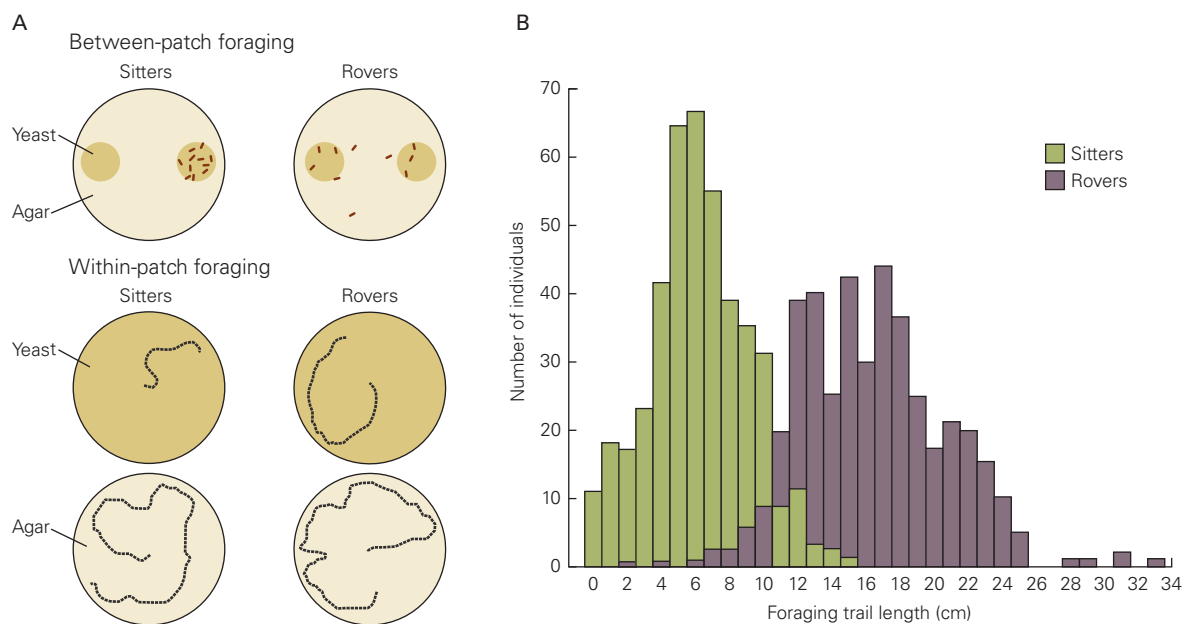 A
Between-patch foraging
Sitters
Rovers
Yeast
Agar
Within-patch foraging
Sitters
Rovers
Yeast
Agar
B
Number of individuals
70
60
50
40
30
20
10
0
Sitters
Rovers
0 2 4 6 8 10 12 14 16 18 20 22 24 26 28 30 32 34
Foraging trail length (cm)